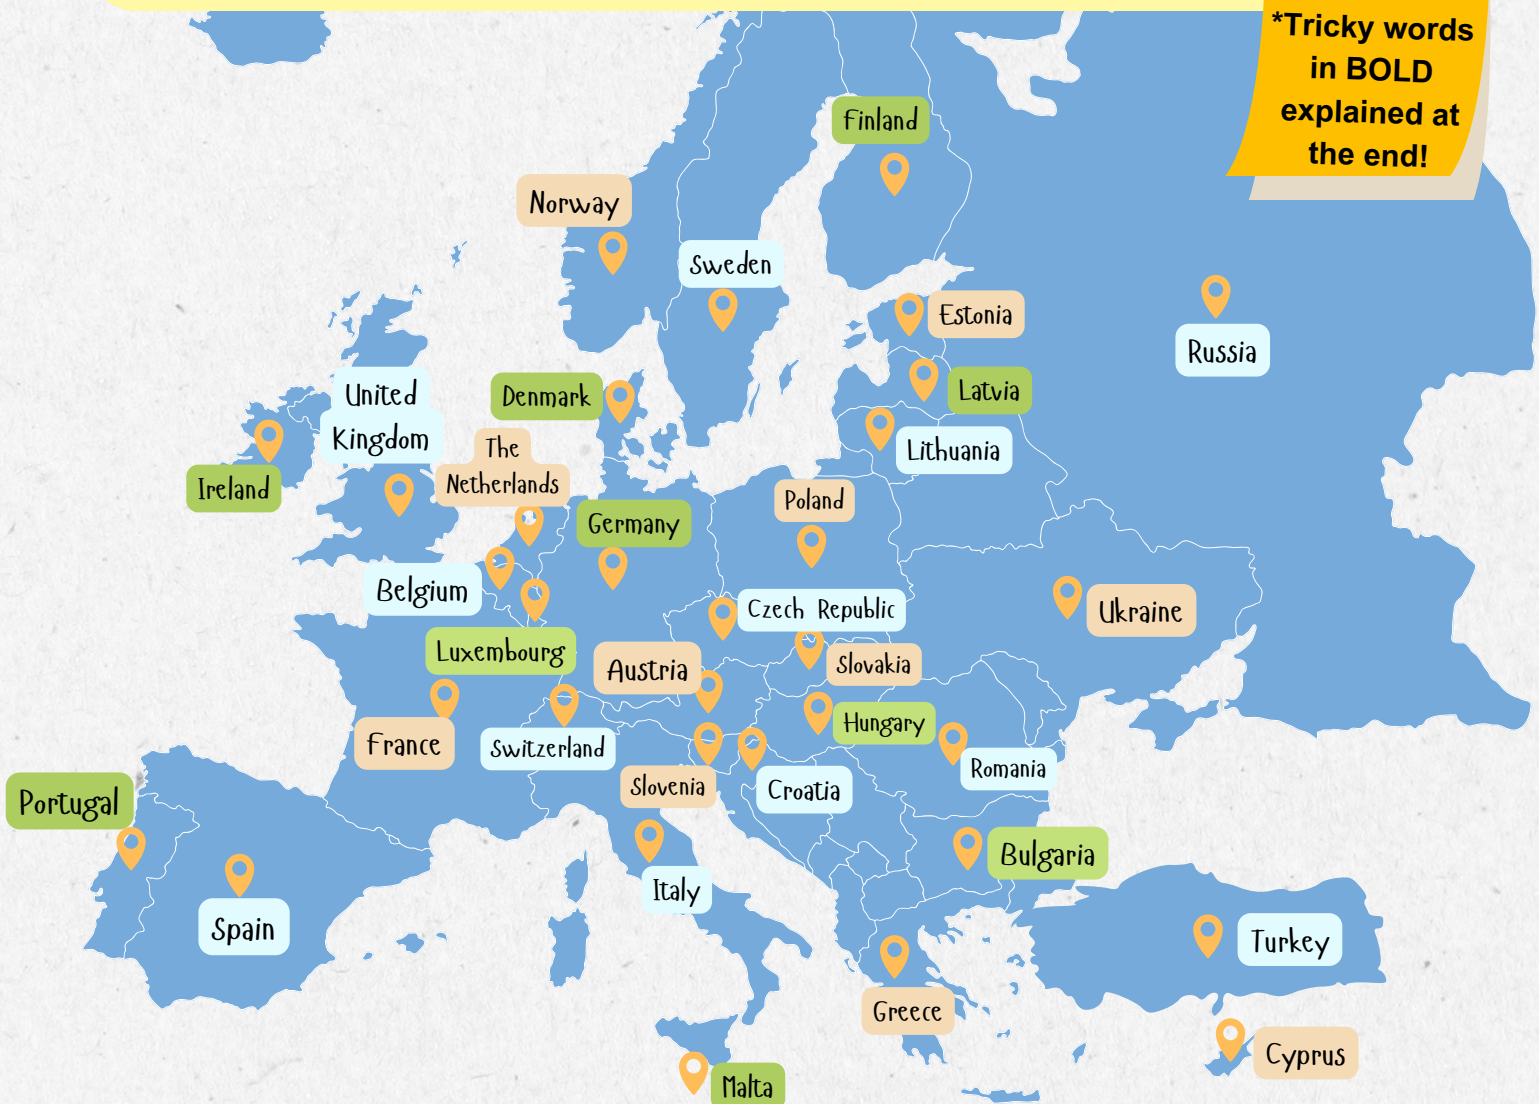 *Tricky words
in BOLD
explained at
the end!
Finland
Norway
Sweden
Estonia
Russia
Latvia
United
Kingdom
Denmark
Lithuania
The
Netherlands
Ireland
Poland
Germany
Belgium
Czech Republic
Ukraine
Luxembourg
Austria
Slovakia
Hungary
France
Switzerland
Romania
Slovenia
Croatia
Portugal
Bulgaria
Italy
Spain
Turkey
Greece
Cyprus
Malta